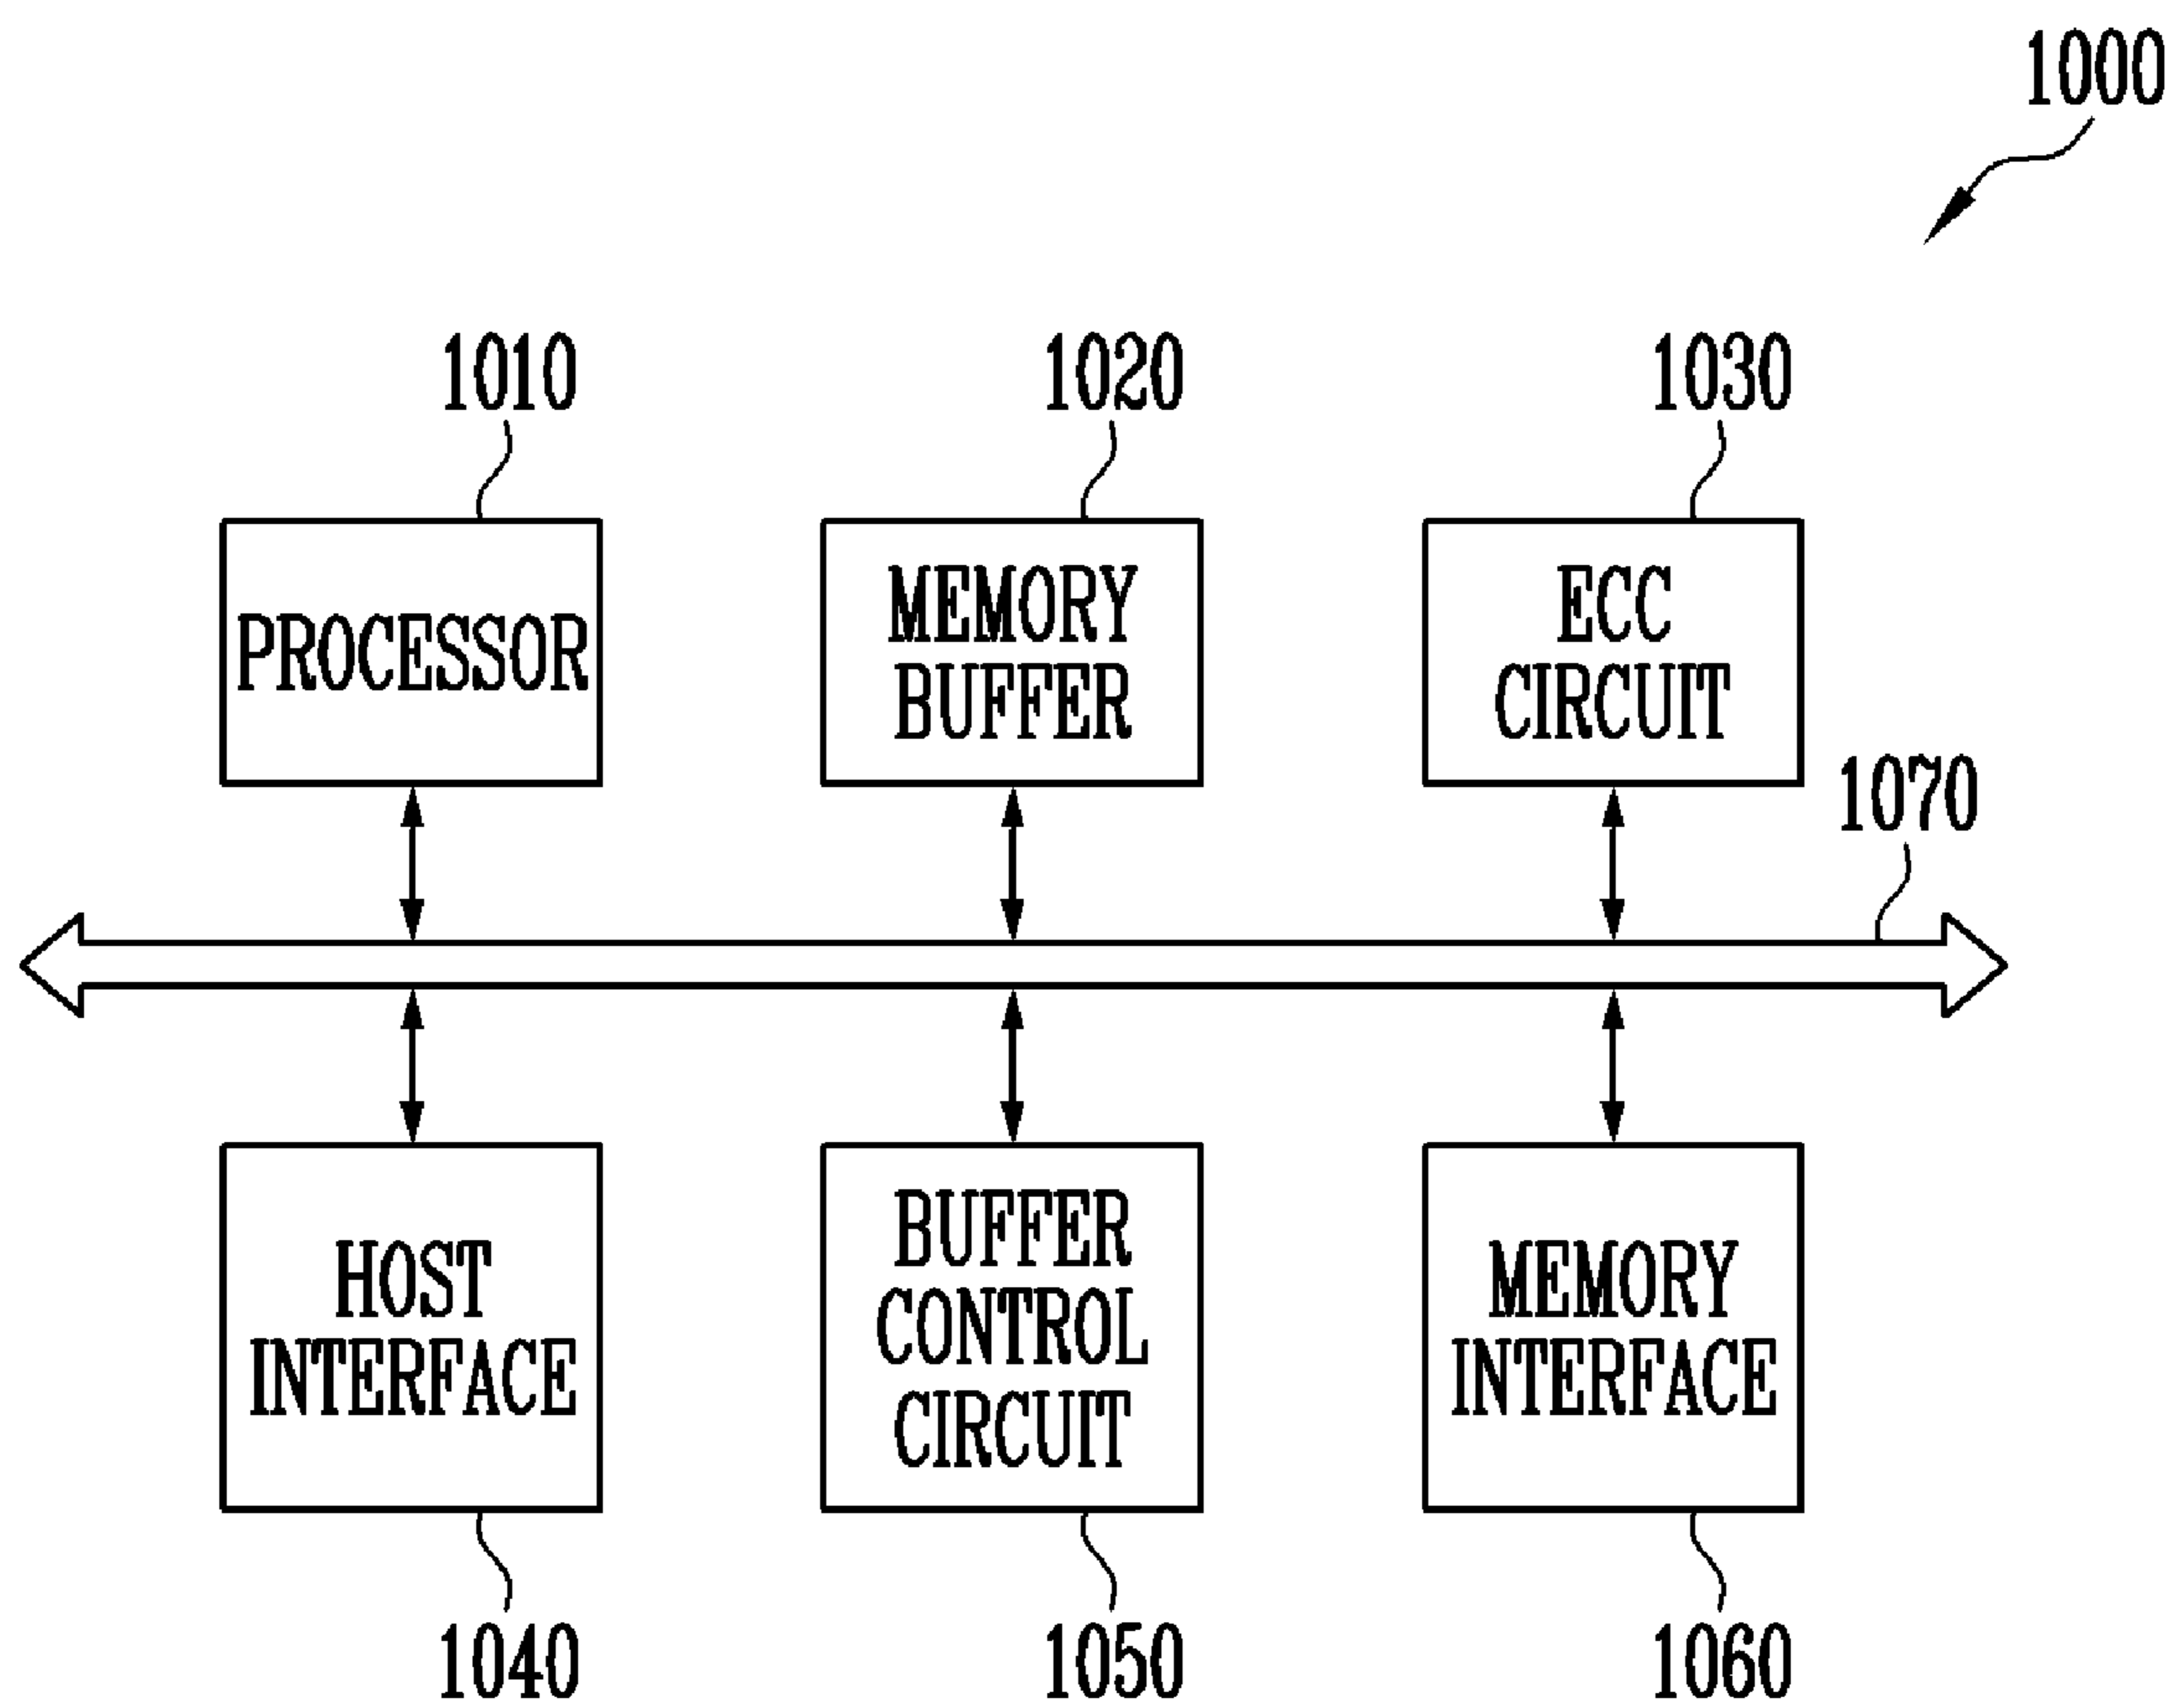 1000
1010
1020
1030
PROCESSOR
MEMORY
BUFFER
ECC
CIRCUIT
1070
HOST
INTERFACE
BUFFER
CONTROL
CIRCUIT
MEMORY
INTERFACE
1040
1050
1060